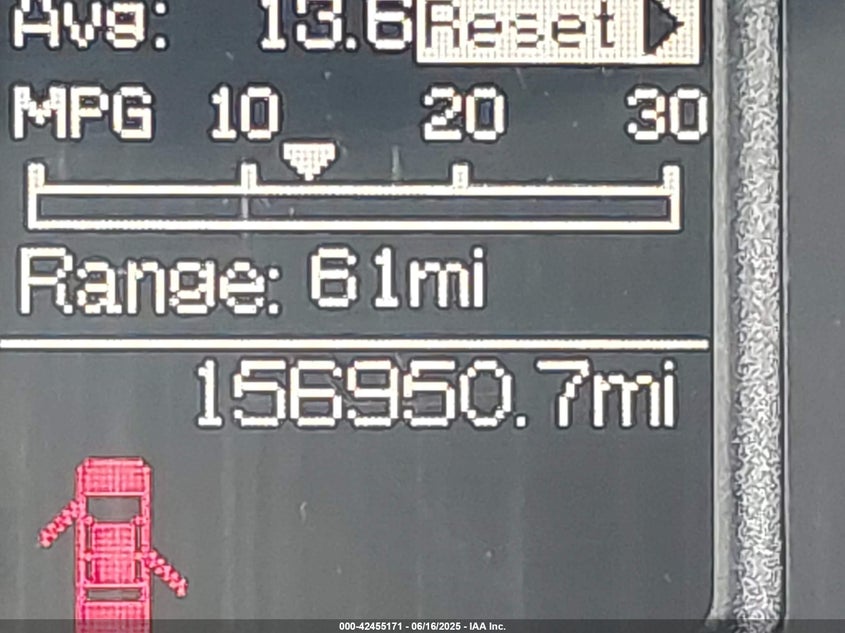 Avg: 13.6 Reset
MPG 10 20 30
Range: 61mi
156950.7mi
000-42455171 - 06/16/2025 - IAA Inc.